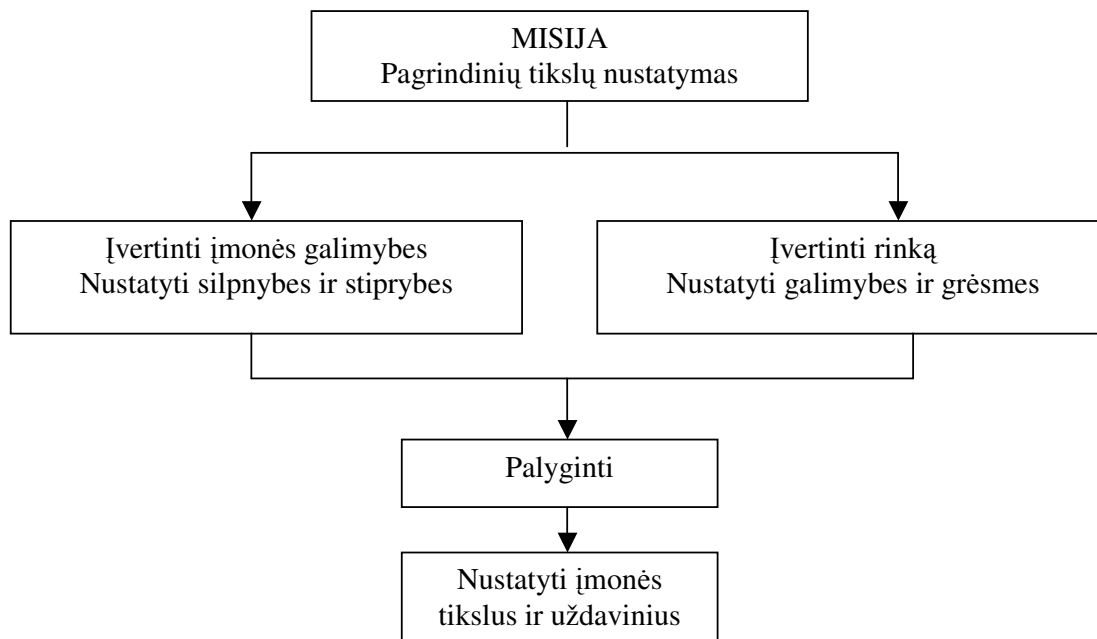 MISIJA
Pagrindinių tikslų nustatymas
Įvertinti įmonės galimybes
Nustatyti silpnybes ir stiprybes
Įvertinti rinką
Nustatyti galimybes ir grėsmes
Palyginti
Nustatyti įmonės
tikslus ir uždavinius